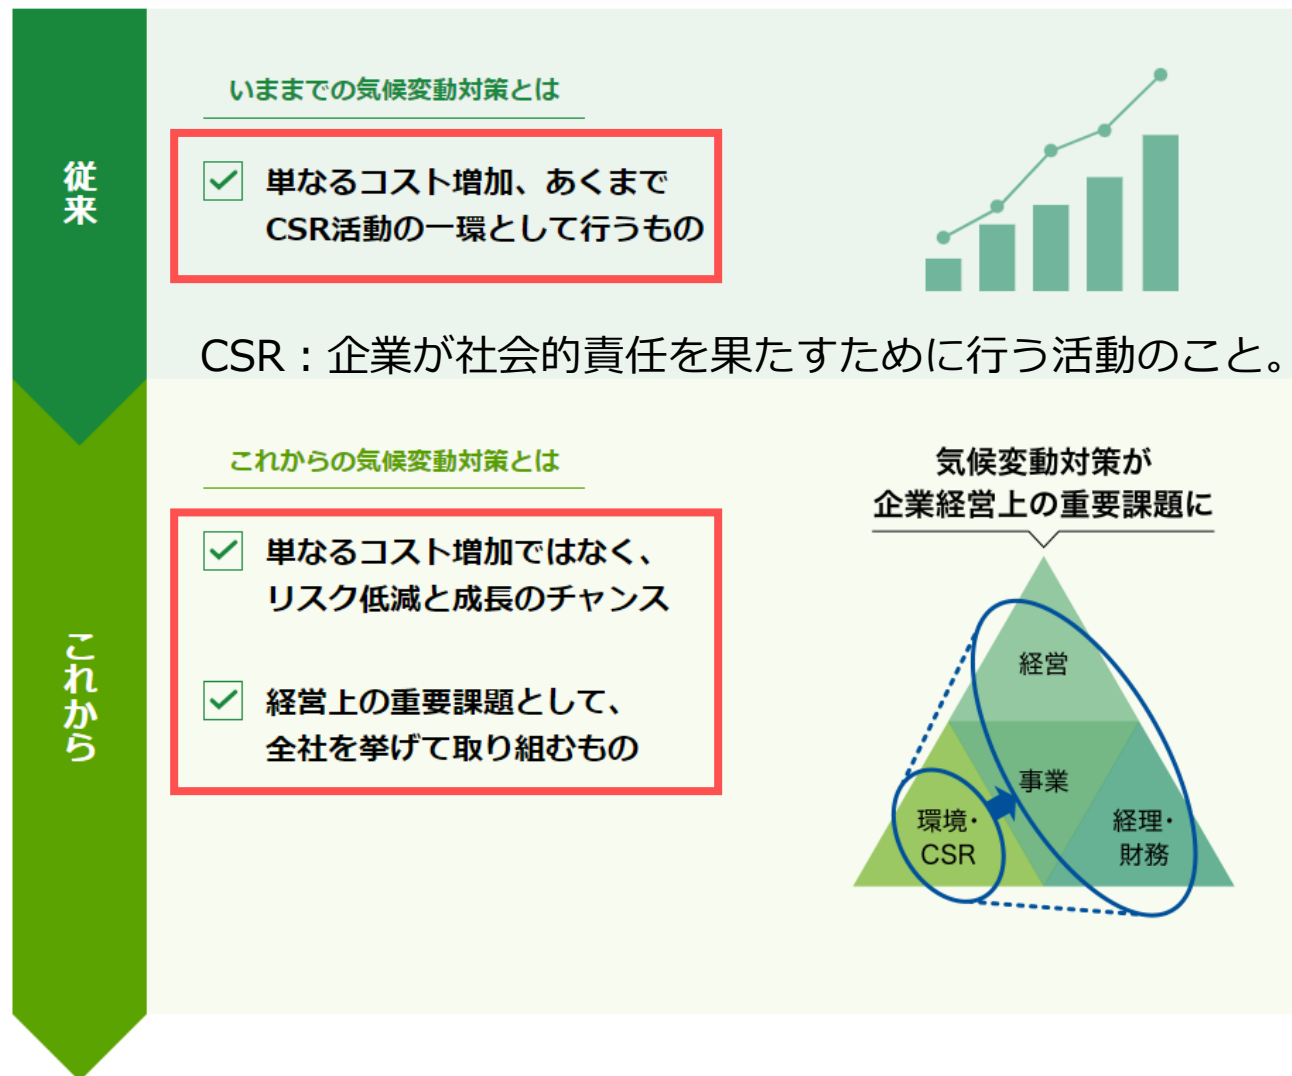 従来
いままでの気候変動対策とは
単なるコスト増加、あくまで
CSR活動の一環として行うもの
CSR：企業が社会的責任を果たすために行う活動のこと。
これから
これからの気候変動対策とは
単なるコスト増加ではなく、
リスク低減と成長のチャンス
経営上の重要課題として、
全社を挙げて取り組むもの
気候変動対策が
企業経営上の重要課題に
経営
事業
環境・
CSR
経理・
財務